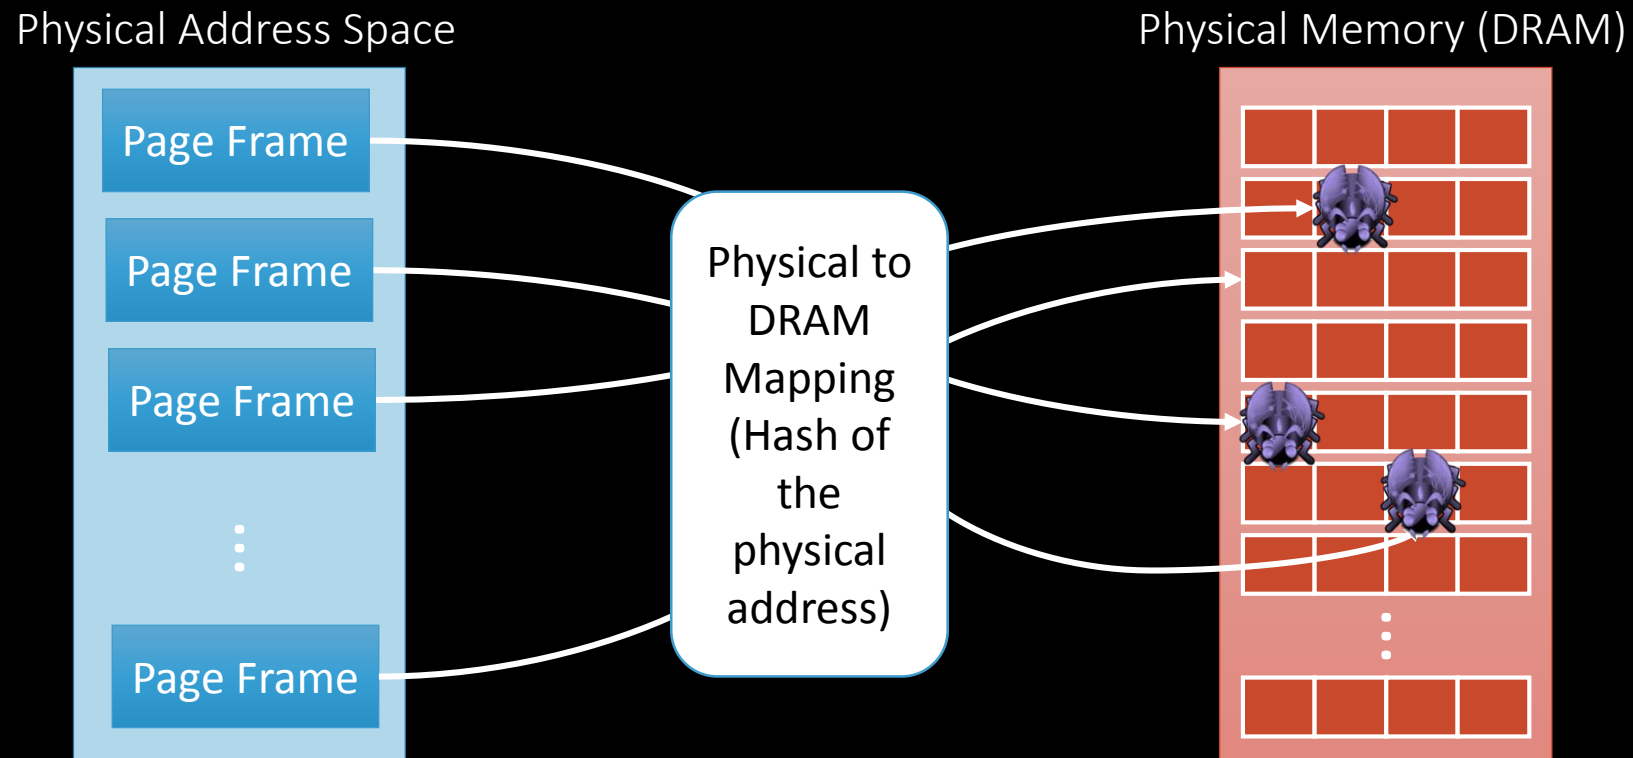 Physical Address Space
Physical Memory (DRAM)
Page Frame
Page Frame
Page Frame
Page Frame
Physical to
DRAM
Mapping
(Hash of
the
physical
address)